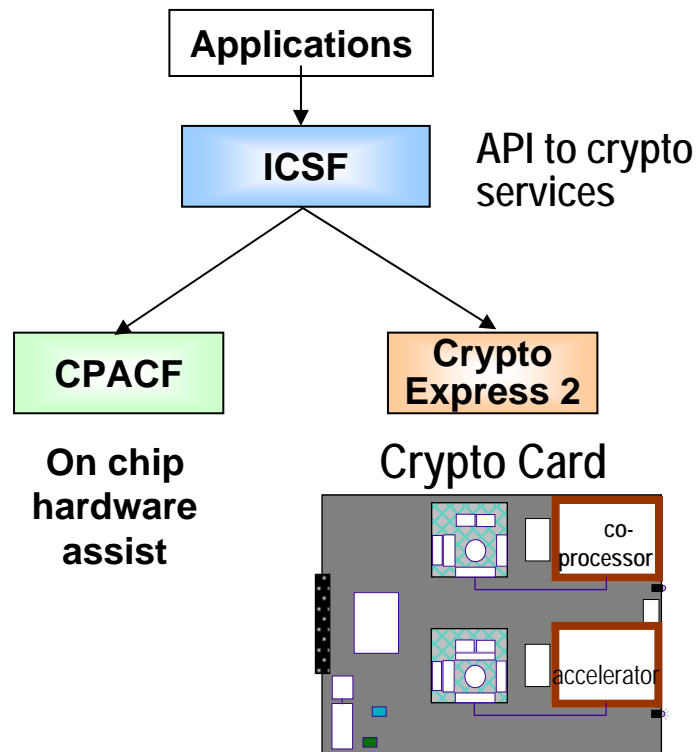 Applications
ICSF
API to crypto
services
CPACF
Crypto
Express 2
On chip
hardware
assist
Crypto Card
co-
processor
accelerator